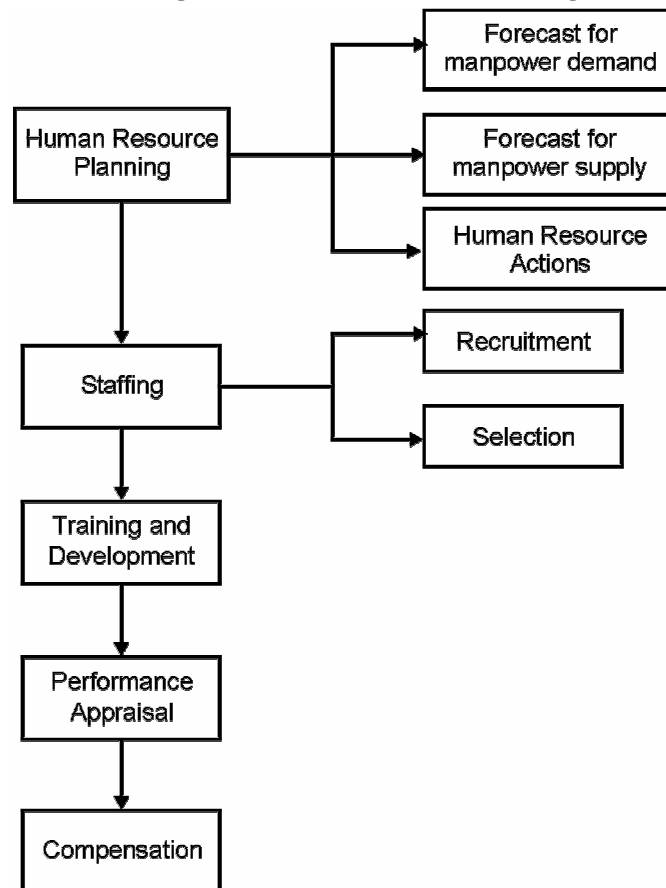 Forecast for
manpower demand
Human Resource
Planning
Forecast for
manpower supply
Human Resource
Actions
Staffing
Recruitment
Selection
Training and
Development
Performance
Appraisal
Compensation